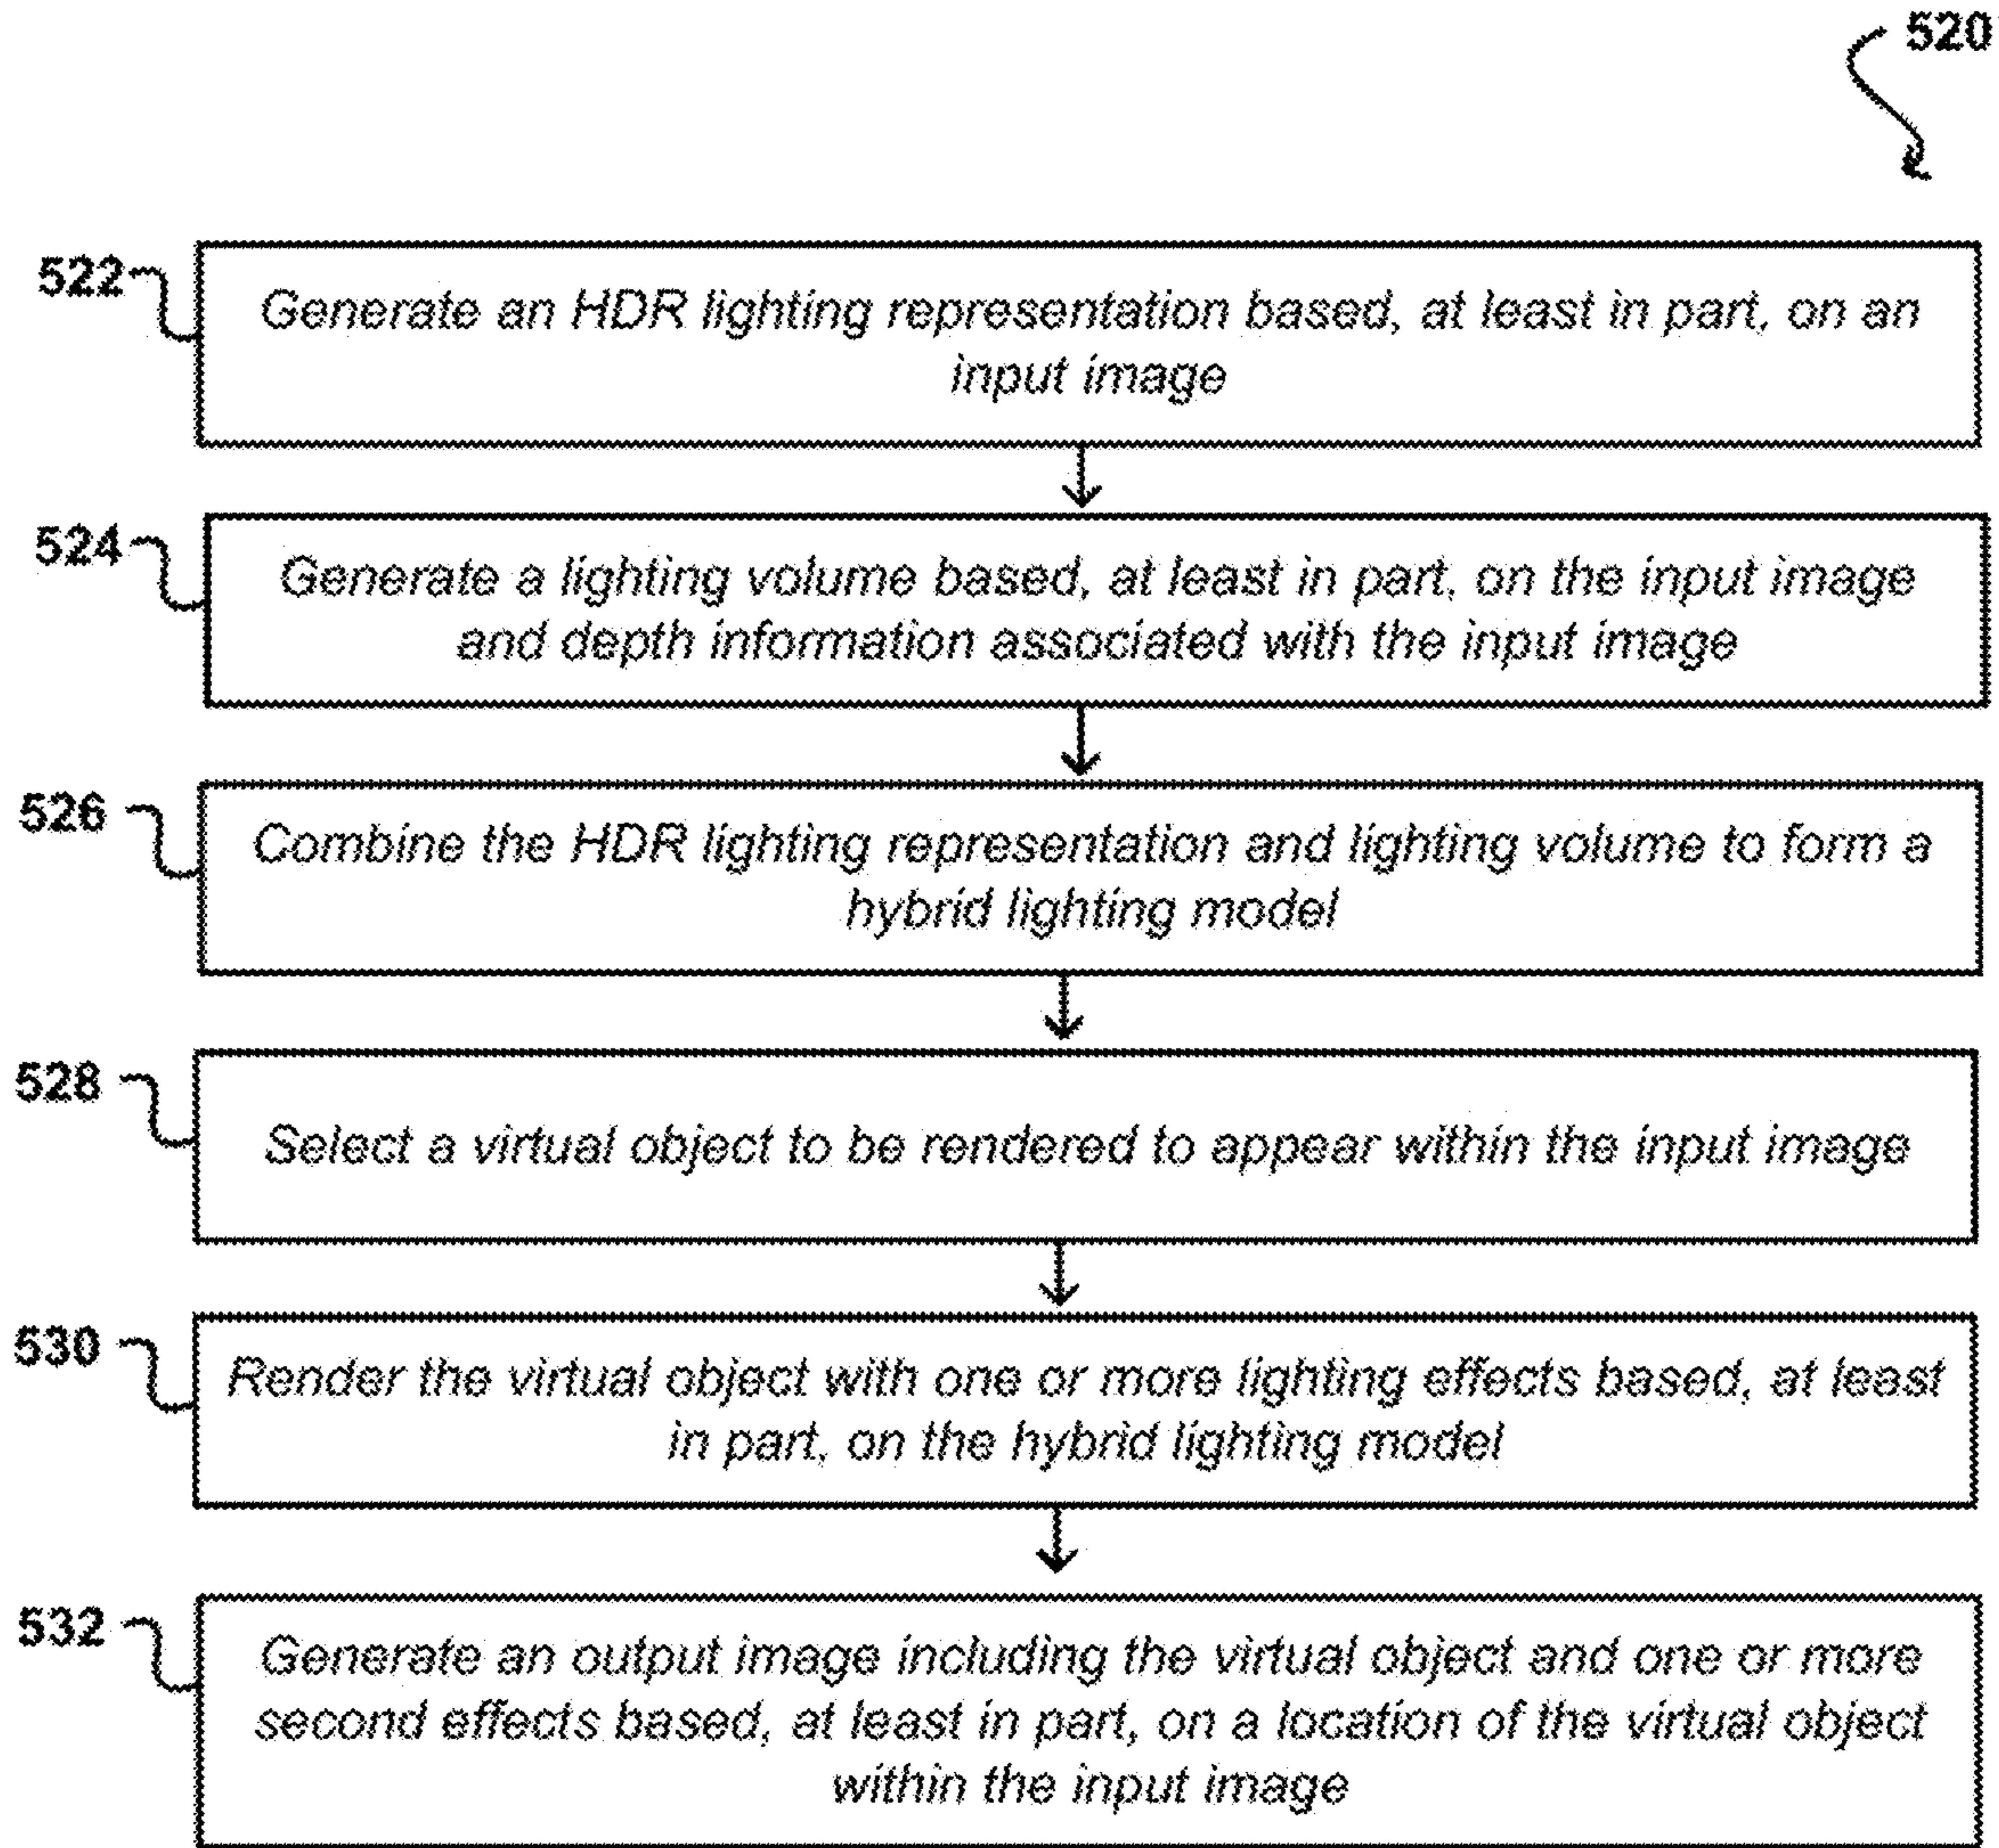 520
522
Generate an HDR lighting representation based, at least in part, on an
input image
524
Generate a lighting volume based, at least in part, on the input image
and depth information associated with the input image
526
Combine the HDR lighting representation and lighting volume to form a
hybrid lighting model
528
Select a virtual object to be rendered to appear within the input image
530
Render the virtual object with one or more lighting effects based, at least
in part, on the hybrid lighting model
532
Generate an output image including the virtual object and one or more
second effects based, at least in part, on a location of the virtual object
within the input image